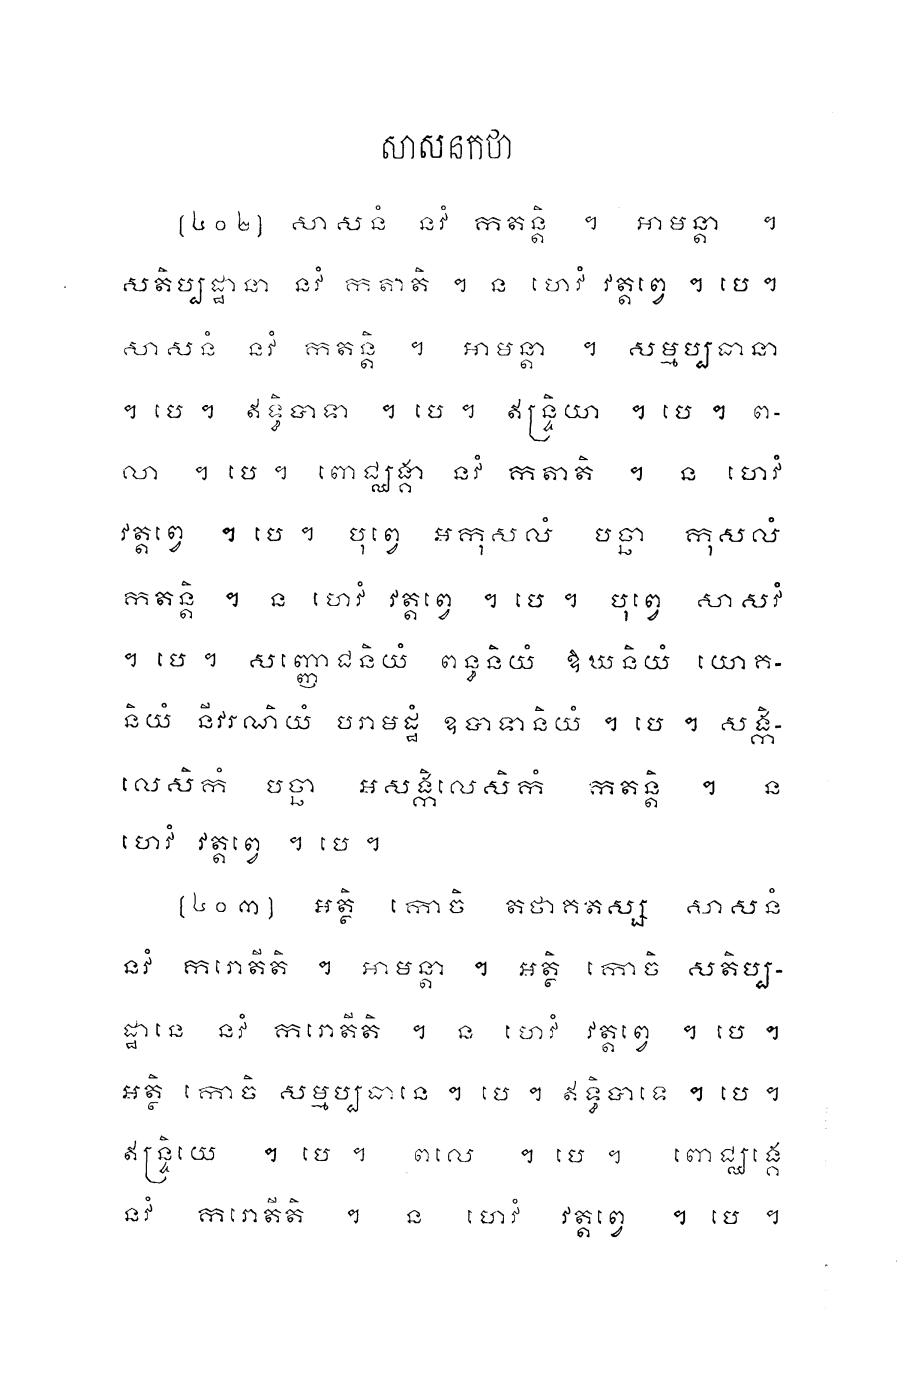 សាសនកថា
(៤០២) សាសនំ នវំ កតន្តិ ។ អាមន្តា ។
សតិប្បដ្ឋានា នវំ កតាតិ ។ ន ហេវំ វត្តព្វេ ។ បេ ។
សាសនំ នវំ កតន្តិ ។ អាមន្តា ។ សម្មប្បធានា
។ បេ ។ ឥទ្ធិបាទា ។ បេ ។ ឥន្ទ្រិយា ។ បេ ។ ព-
លា ។ បេ ។ ពោជ្ឈង្គា នវំ កតាតិ ។ ន ហេវំ
វត្តព្វេ ។ បេ ។ បុព្វេ អកុសលំ បច្ឆា កុសលំ
កតន្តិ ។ ន ហេវំ វត្តព្វេ ។ បេ ។ បុព្វេ សាសវំ
។ បេ ។ សញ្ញោជនិយំ ពន្ធនិយំ ឱឃនិយំ យោគ-
និយំ នីវរណិយំ បរាមដ្ឋំ ឧបាទានិយំ ។ បេ ។ សង្កិ-
លេសិកំ បច្ឆា អសង្កិលេសិកំ កតន្តិ ។ ន
ហេវំ វត្តព្វេ ។ បេ ។
(៤០៣) អត្ថិ កោចិ តថាគតស្ស សាសនំ
នវំ ករោតីតិ ។ អាមន្តា ។ អត្ថិ កោចិ សតិប្ប-
ដ្ឋានេ នវំ ករោតីតិ ។ ន ហេវំ វត្តព្វេ ។ បេ ។
អត្ថិ កោចិ សម្មប្បធានេ ។ បេ ។ ឥទ្ធិបាទេ ។ បេ ។
ឥន្ទ្រិយេ ។ បេ ។ ពលេ ។ បេ ។ ពោជ្ឈង្គេ
នវំ ករោតីតិ ។ ន ហេវំ វត្តព្វេ ។ បេ ។